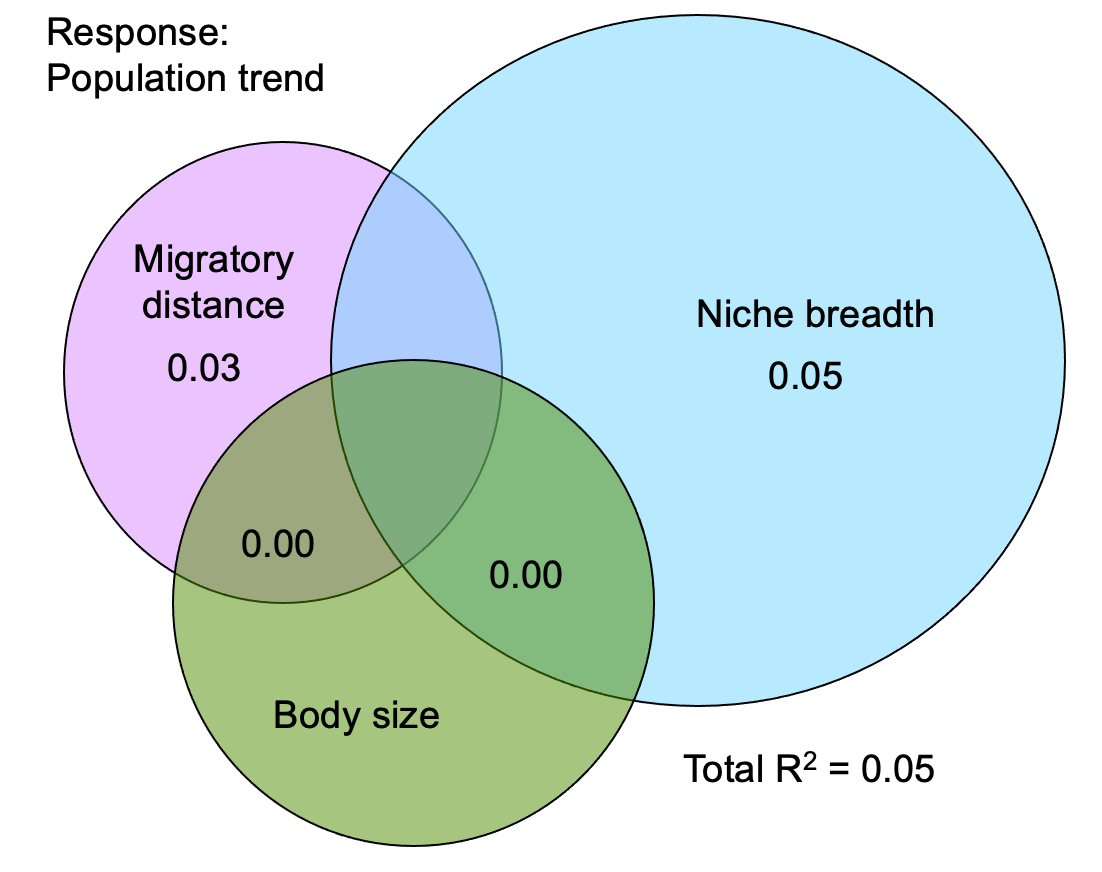 Response:
Population trend
Migratory
distance
0.03
Niche breadth
0.05
0.00
0.00
Body size
Total R² = 0.05